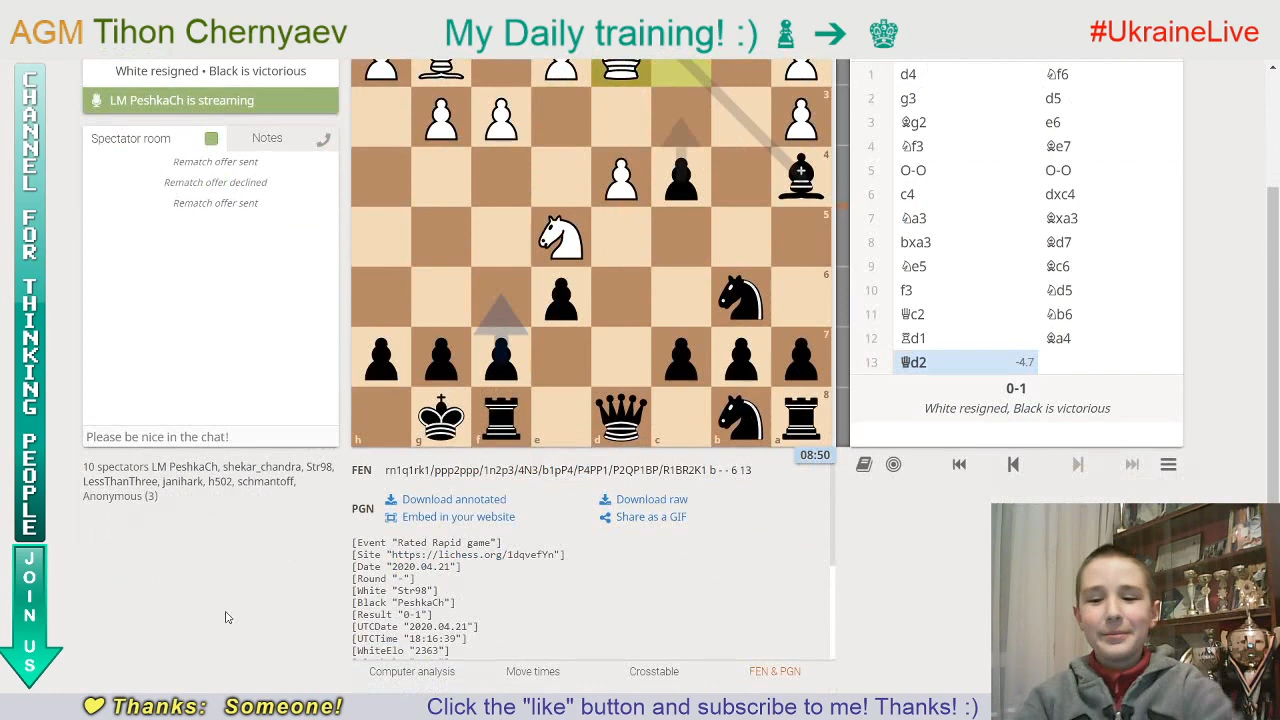 AGM Tihon Chernyaev
My Daily training! :)
#UkraineLive
CHANNEL FOR THINKING PEOPLE
JOIN US
White resigned • Black is victorious
LM PeshkaCh is streaming
Spectator room
Notes
Rematch offer sent
Rematch offer declined
Rematch offer sent
Please be nice in the chat!
10 spectators LM PeshkaCh, shekar_chandra, Str98,
LessThanThree, janihark, h502, schmantoff,
Anonymous (3)
3
4
5
6
7
8
h g f e d c b a
08:50
FEN rn1q1rk1/ppp2ppp/1n2p3/4N3/b1pP4/P4PP1/P2QP1BP/R1BR2K1 b - - 6 13
PGN
Download annotated
Download raw
Embed in your website
Share as a GIF
[Event "Rated Rapid game"]
[Site "https://lichess.org/1dqvefYn"]
[Date "2020.04.21"]
[Round "-"]
[White "Str98"]
[Black "PeshkaCh"]
[Result "0-1"]
[UTCDate "2020.04.21"]
[UTCTime "18:16:39"]
[WhiteElo "2363"]
Computer analysis
Move times
Crosstable
FEN & PGN
1 d4 ♘f6
2 g3 d5
3 ♗g2 e6
4 ♘f3 ♗e7
5 O-O O-O
6 c4 dxc4
7 ♘a3 ♗xa3
8 bxa3 ♗d7
9 ♘e5 ♗c6
10 f3 ♘d5
11 ♕c2 ♘b6
12 ♖d1 ♗a4
13 ♕d2 -4.7
0-1
White resigned, Black is victorious
Thanks: Someone!
Click the "like" button and subscribe to me! Thanks! :)